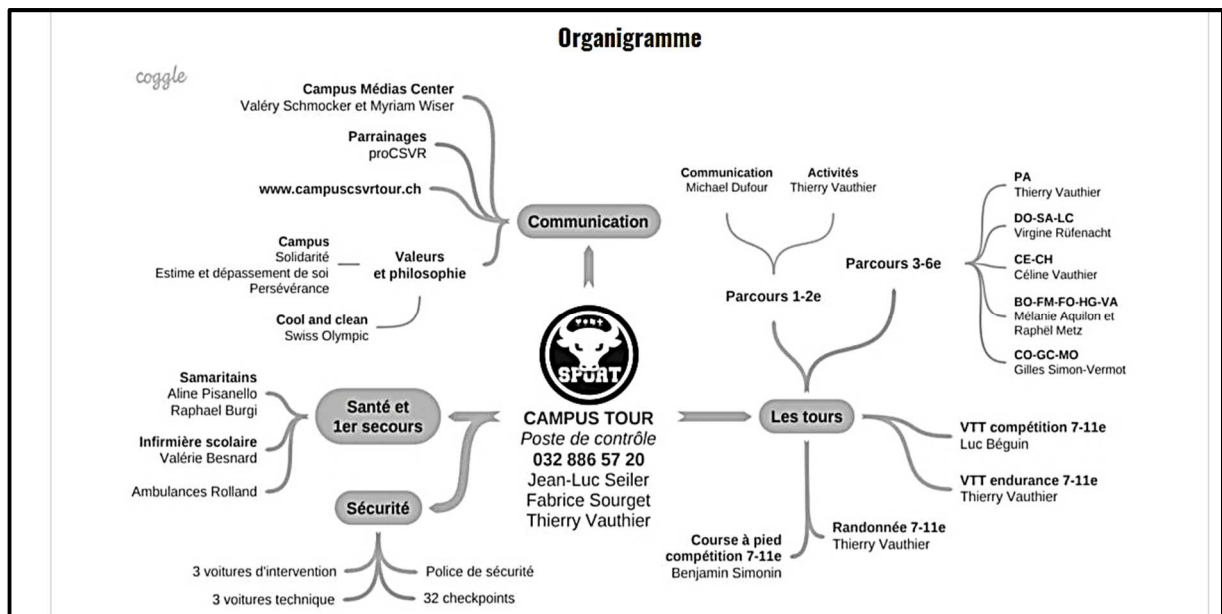 Organigramme
coggle
Campus Médias Center
Valéry Schmocker et Myriam Wiser
Parrainages
proCSVR
www.campuscsvrtour.ch
Communication
Campus
Solidarité
Estime et dépassement de soi
Persévérance
Valeurs
et philosophie
Cool and clean
Swiss Olympic
Communication
Michael Dufour
Activités
Thierry Vauthier
Parcours 1-2e
Parcours 3-6e
PA
Thierry Vauthier
DO-SA-LC
Virgine Rüfenacht
CE-CH
Céline Vauthier
BO-FM-FO-HG-VA
Mélanie Aquilon et
Raphël Metz
CO-GC-MO
Gilles Simon-Vermot
Samaritains
Aline Pisanello
Raphael Burgi
Infirmière scolaire
Valérie Besnard
Ambulances Rolland
Santé et
1er secours
SPORT
CAMPUS TOUR
Poste de contrôle
032 886 57 20
Jean-Luc Seiler
Fabrice Sourget
Thierry Vauthier
Les tours
VTT compétition 7-11e
Luc Béguin
VTT endurance 7-11e
Thierry Vauthier
Sécurité
3 voitures d'intervention
3 voitures technique
Police de sécurité
32 checkpoints
Course à pied
compétition 7-11e
Benjamin Simonin
Randonnée 7-11e
Thierry Vauthier